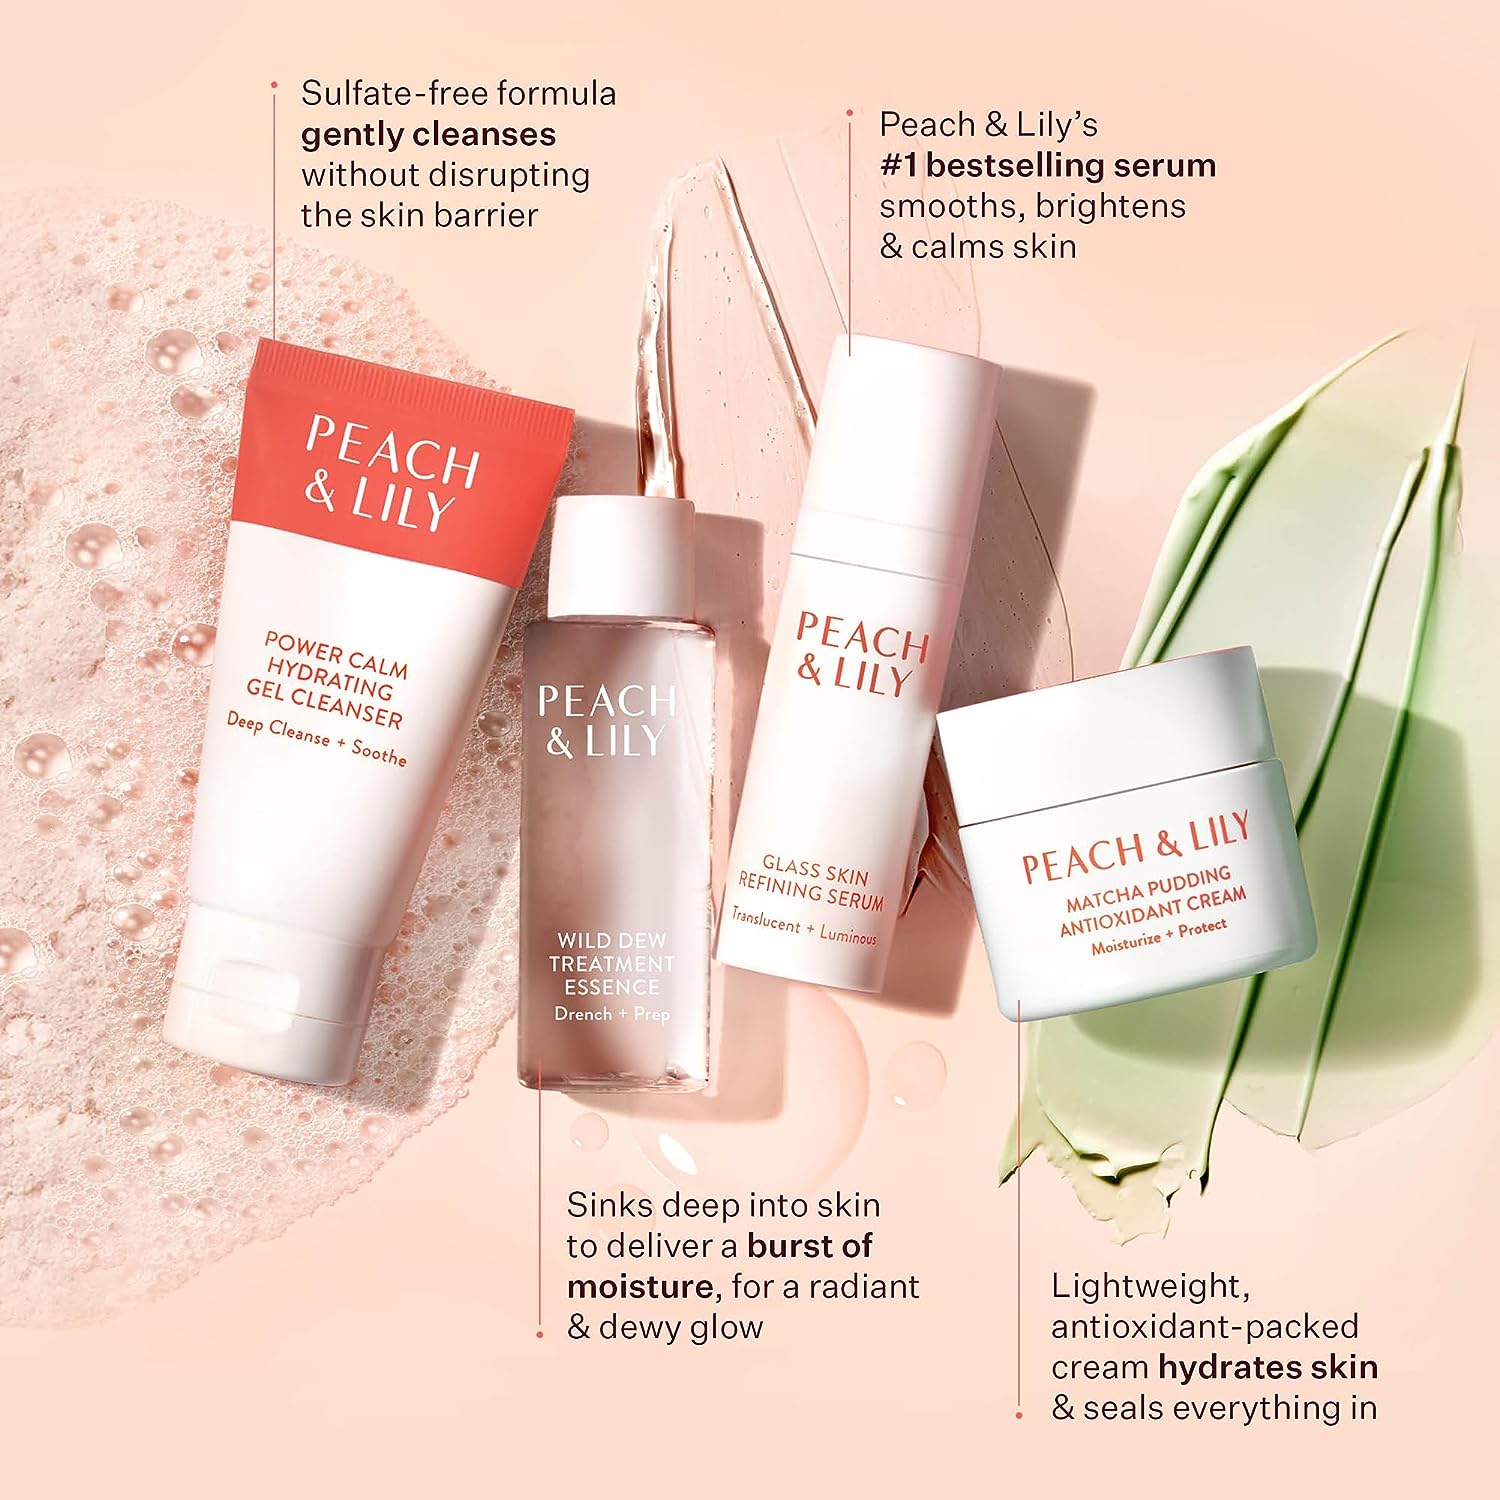 Sulfate-free formula
gently cleanses
without disrupting
the skin barrier
Peach & Lily’s
#1 bestselling serum
smooths, brightens
& calms skin
PEACH
& LILY
POWER CALM
HYDRATING
GEL CLEANSER
Deep Cleanse + Soothe
PEACH
& LILY
WILD DEW
TREATMENT
ESSENCE
Drench + Prep
PEACH
& LILY
GLASS SKIN
REFINING SERUM
Translucent + Luminous
PEACH & LILY
MATCHA PUDDING
ANTIOXIDANT CREAM
Moisturize + Protect
Sinks deep into skin
to deliver a burst of
moisture, for a radiant
& dewy glow
Lightweight,
antioxidant-packed
cream hydrates skin
& seals everything in